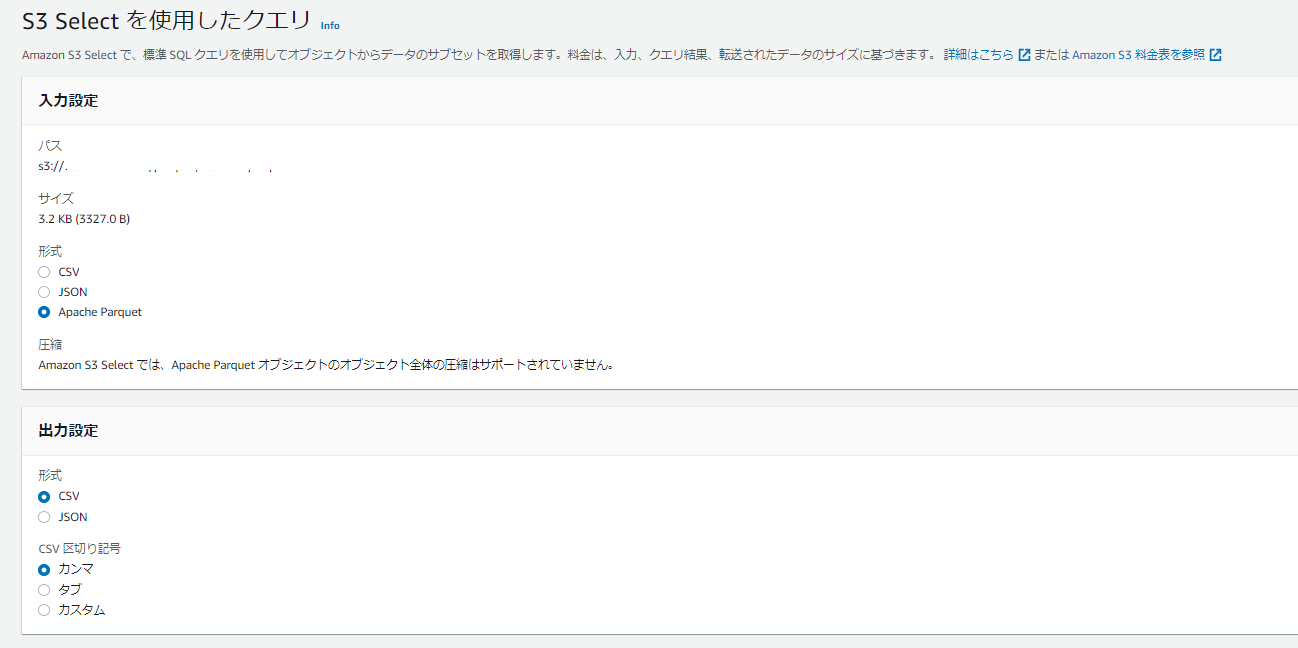 S3 Select を使用したクエリ Info
Amazon S3 Select で、標準 SQL クエリを使用してオブジェクトからデータのサブセットを取得します。料金は、入力、クエリ結果、転送されたデータのサイズに基づきます。 詳細はこちら または Amazon S3 料金表を参照
入力設定
パス
s3://
サイズ
3.2 KB (3327.0 B)
形式
CSV
JSON
Apache Parquet
圧縮
Amazon S3 Select では、Apache Parquet オブジェクトのオブジェクト全体の圧縮はサポートされていません。
出力設定
形式
CSV
JSON
CSV 区切り記号
カンマ
タブ
カスタム